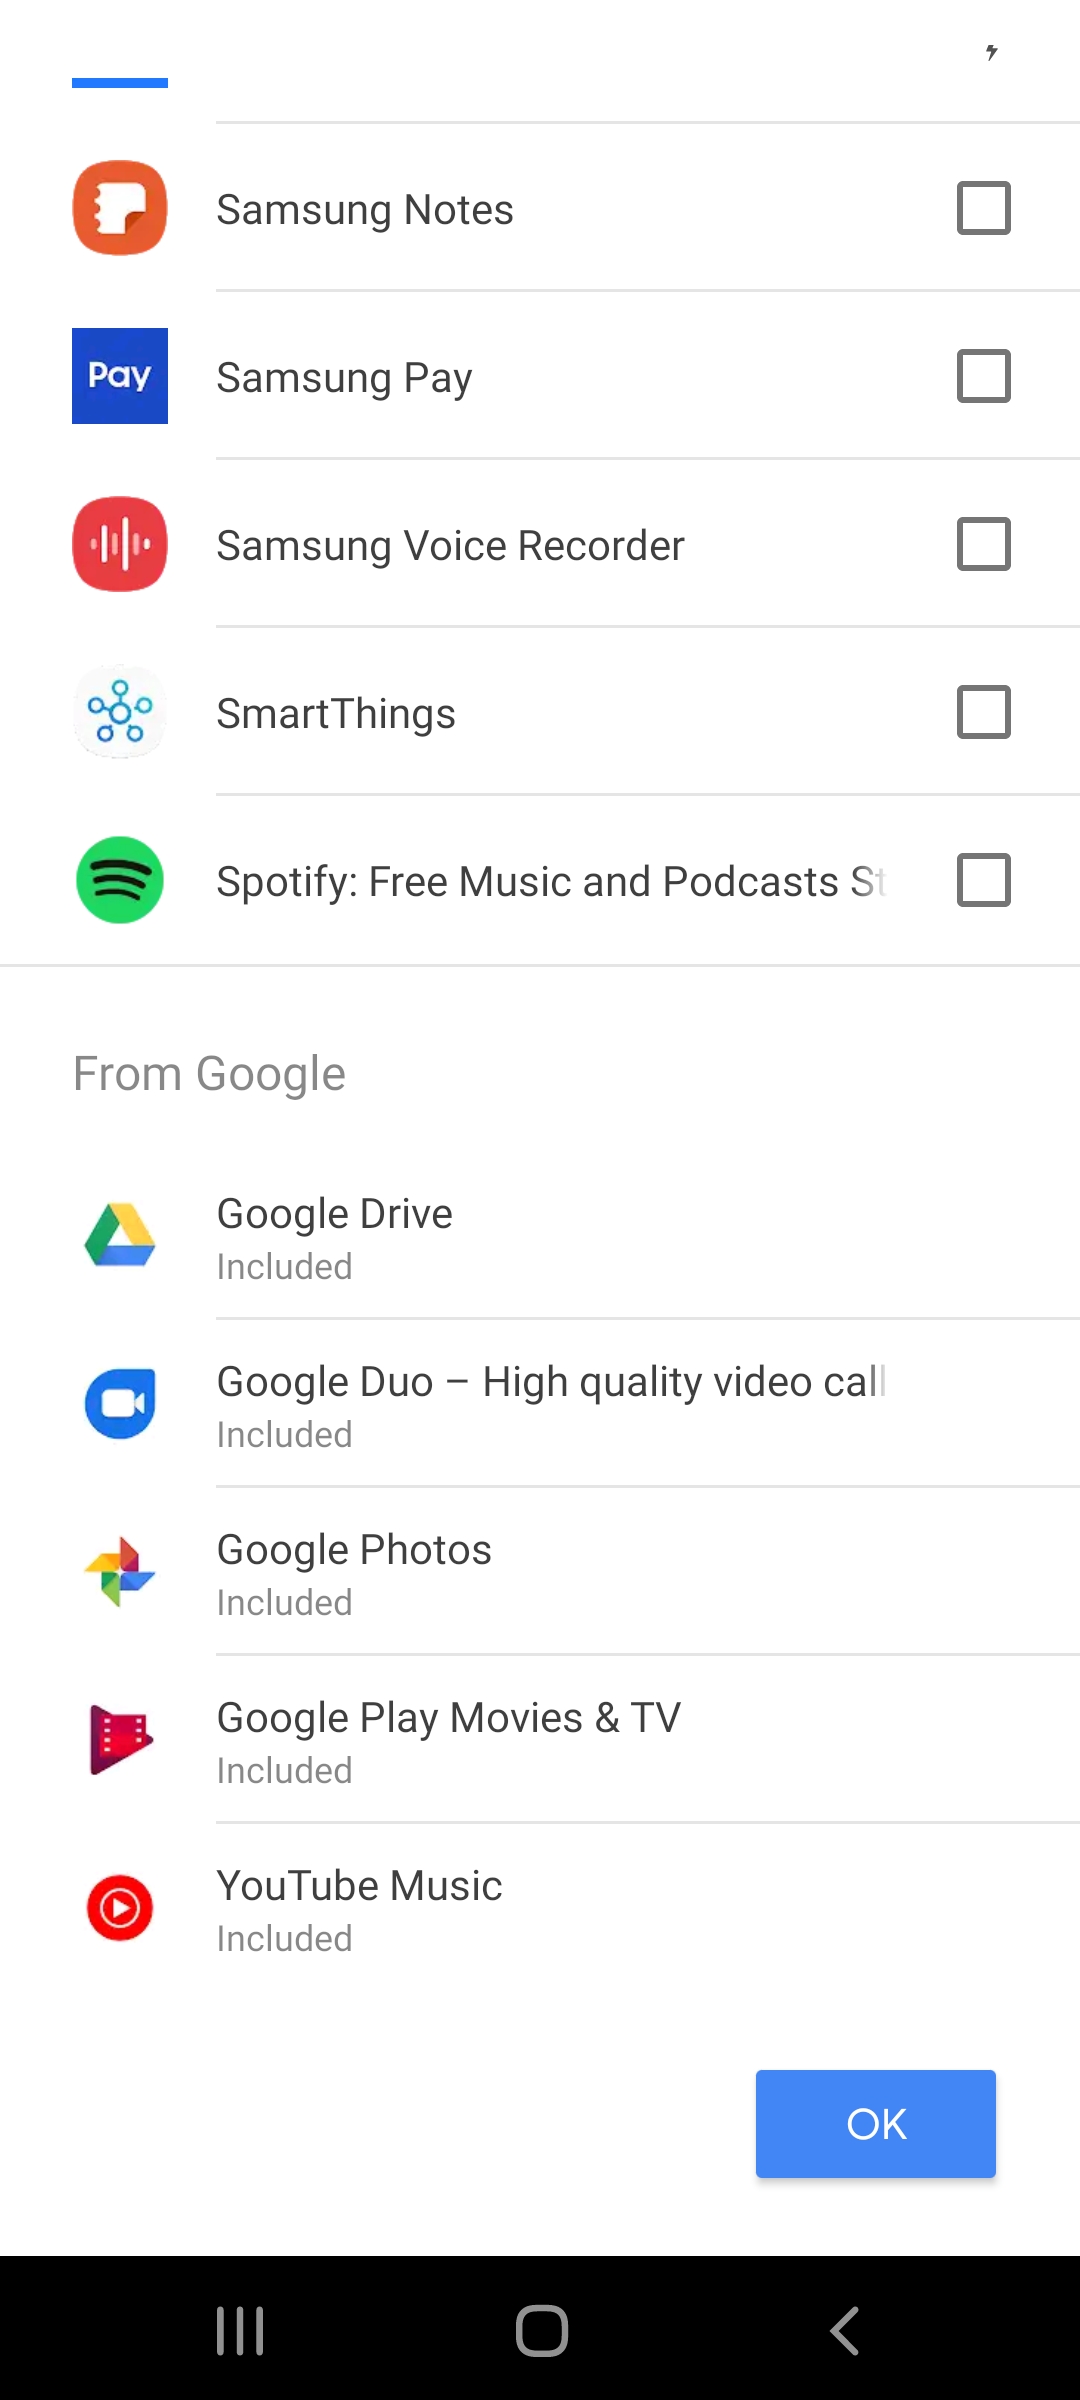 Samsung Notes
Pay
Samsung Pay
Samsung Voice Recorder
SmartThings
Spotify: Free Music and Podcasts St
From Google
Google Drive
Included
Google Duo – High quality video call
Included
Google Photos
Included
Google Play Movies & TV
Included
YouTube Music
Included
OK